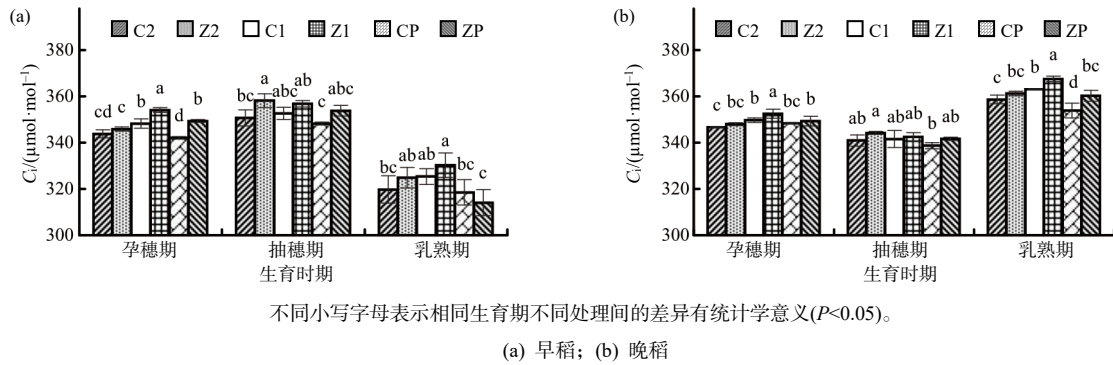 (a)
C2 Z2 C1 Z1 CP ZP
380
360
340
320
300
Ci/(μmol·mol⁻¹)
cd c b a d b
bc a abc ab c abc
bc ab ab a bc c
孕穗期 抽穗期 乳熟期
生育时期
(b)
C2 Z2 C1 Z1 CP ZP
380
360
340
320
300
Ci/(μmol·mol⁻¹)
c bc b a bc b
ab a ab ab b ab
c bc b a d bc
孕穗期 抽穗期 乳熟期
生育时期
不同小写字母表示相同生育期不同处理间的差异有统计学意义(P<0.05)。
(a) 早稻；(b) 晚稻